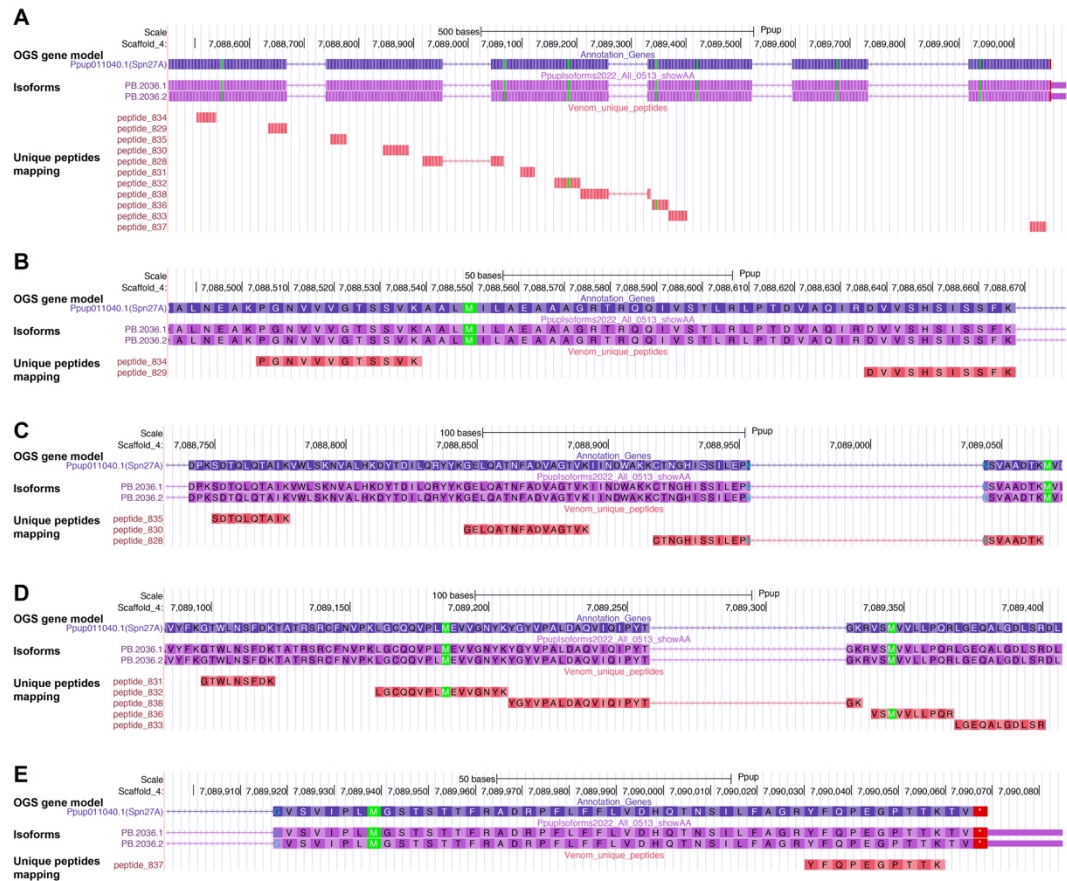 A
Scale 500 bases Ppup
Scaffold_4: 7,088,600 7,088,700 7,088,800 7,088,900 7,089,000 7,089,100 7,089,200 7,089,300 7,089,400 7,089,500 7,089,600 7,089,700 7,089,800 7,089,900 7,090,000
OGS gene model Annotation_Genes
Ppup011040.1(Spn27A)
PpupIsoforms2022_All_0513_showAA
Isoforms PB.2036.1
PB.2036.2
Venom_unique_peptides
peptide_834
peptide_829
peptide_835
peptide_830
Unique peptides mapping peptide_828
peptide_831
peptide_832
peptide_838
peptide_836
peptide_833
peptide_837
B
Scale 50 bases Ppup
Scaffold_4: 7,088,500 7,088,510 7,088,520 7,088,530 7,088,540 7,088,550 7,088,560 7,088,570 7,088,580 7,088,590 7,088,600 7,088,610 7,088,620 7,088,630 7,088,640 7,088,650 7,088,660 7,088,670
OGS gene model Annotation_Genes
Ppup011040.1(Spn27A) A L N E A K P G N V V V G T S S V K A A L M I L A E A A A G R T R Q Q I V S T L R L P T D V A Q I R D V V S H S I S S F K
PpupIsoforms2022_All_0513_showAA
Isoforms PB.2036.1 A L N E A K P G N V V V G T S S V K A A L M I L A E A A A G R T R Q Q I V S T L R L P T D V A Q I R D V V S H S I S S F K
PB.2036.2 A L N E A K P G N V V V G T S S V K A A L M I L A E A A A G R T R Q Q I V S T L R L P T D V A Q I R D V V S H S I S S F K
Venom_unique_peptides
Unique peptides mapping peptide_834 P G N V V V G T S S V K
peptide_829 D V V S H S I S S F K
C
Scale 100 bases Ppup
Scaffold_4: 7,088,750 7,088,800 7,088,850 7,088,900 7,088,950 7,089,000 7,089,050
OGS gene model Annotation_Genes
Ppup011040.1(Spn27A) DPKSDTQLQTAIKVWLSKNVALHKDYTDILQRYYKGELQATNFADVAGTVKIINDWAKKCTNGHISSILEP SVAADTKMV
PpupIsoforms2022_All_0513_showAA
Isoforms PB.2036.1 DPKSDTQLQTAIKVWLSKNVALHKDYTDILQRYYKGELQATNFADVAGTVKIINDWAKKCTNGHISSILEP SVAADTKMV
PB.2036.2 DPKSDTQLQTAIKVWLSKNVALHKDYTDILQRYYKGELQATNFADVAGTVKIINDWAKKCTNGHISSILEP SVAADTKMV
Venom_unique_peptides
Unique peptides mapping peptide_835 SDTQLQTAIK
peptide_830 GELQATNFADVAGTVK
peptide_828 CTNGHISSILEP SVAADTK
D
Scale 100 bases Ppup
Scaffold_4: 7,089,100 7,089,150 7,089,200 7,089,250 7,089,300 7,089,350 7,089,400
OGS gene model Annotation_Genes
Ppup011040.1(Spn27A) VYFKGTWLNSFDKTATRSRCFNVPKLGCQQVPLMEVVGNYKYGYVPALDAQVIQIPYT GKRVSMVVLLPQRLGEQALGDLSRDL
PpupIsoforms2022_All_0513_showAA
Isoforms PB.2036.1 VYFKGTWLNSFDKTATRSRCFNVPKLGCQQVPLMEVVGNYKYGYVPALDAQVIQIPYT GKRVSMVVLLPQRLGEQALGDLSRDL
PB.2036.2 VYFKGTWLNSFDKTATRSRCFNVPKLGCQQVPLMEVVGNYKYGYVPALDAQVIQIPYT GKRVSMVVLLPQRLGEQALGDLSRDL
Venom_unique_peptides
Unique peptides mapping peptide_831 GTWLNSFDK
peptide_832 LGCQQVPLMEVVGNYK
peptide_838 YGYVPALDAQVIQIPYT GK
peptide_836 VSMVVLLPQR
peptide_833 LGEQALGDLSR
E
Scale 50 bases Ppup
Scaffold_4: 7,089,910 7,089,920 7,089,930 7,089,940 7,089,950 7,089,960 7,089,970 7,089,980 7,089,990 7,090,000 7,090,010 7,090,020 7,090,030 7,090,040 7,090,050 7,090,060 7,090,070 7,090,080
OGS gene model Annotation_Genes
Ppup011040.1(Spn27A) V S V I P L M G S T S T T F R A D R P F L F F L V D H Q T N S I L F A G R Y F Q P E G P T T K T V *
PpupIsoforms2022_All_0513_showAA
Isoforms PB.2036.1 V S V I P L M G S T S T T F R A D R P F L F F L V D H Q T N S I L F A G R Y F Q P E G P T T K T V *
PB.2036.2 V S V I P L M G S T S T T F R A D R P F L F F L V D H Q T N S I L F A G R Y F Q P E G P T T K T V *
Venom_unique_peptides
Unique peptides mapping peptide_837 Y F Q P E G P T T K